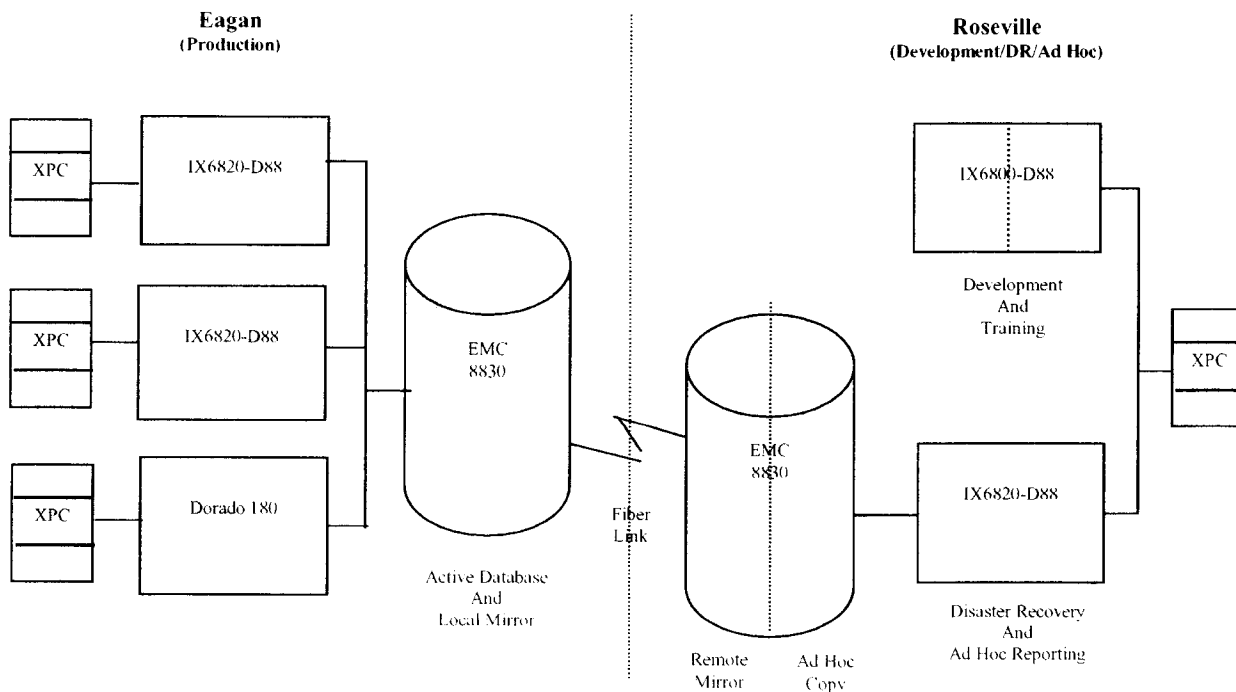 Eagan
(Production)
Roseville
(Development/DR/Ad Hoc)
XPC
IX6820-D88
XPC
IX6820-D88
XPC
Dorado 180
EMC
8830
Active Database
And
Local Mirror
Fiber
Link
EMC
8830
Remote
Mirror
Ad Hoc
Copy
IX6800-D88
Development
And
Training
XPC
IX6820-D88
Disaster Recovery
And
Ad Hoc Reporting